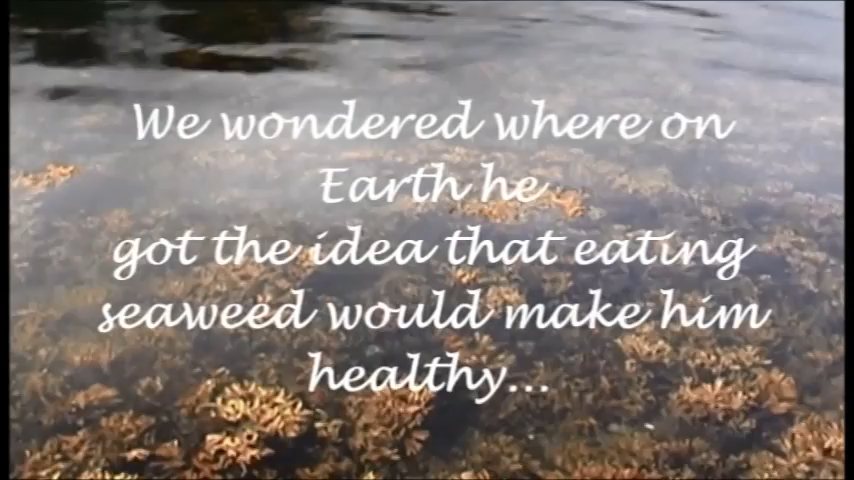 We wondered where on
Earth he
got the idea that eating
seaweed would make him
healthy...